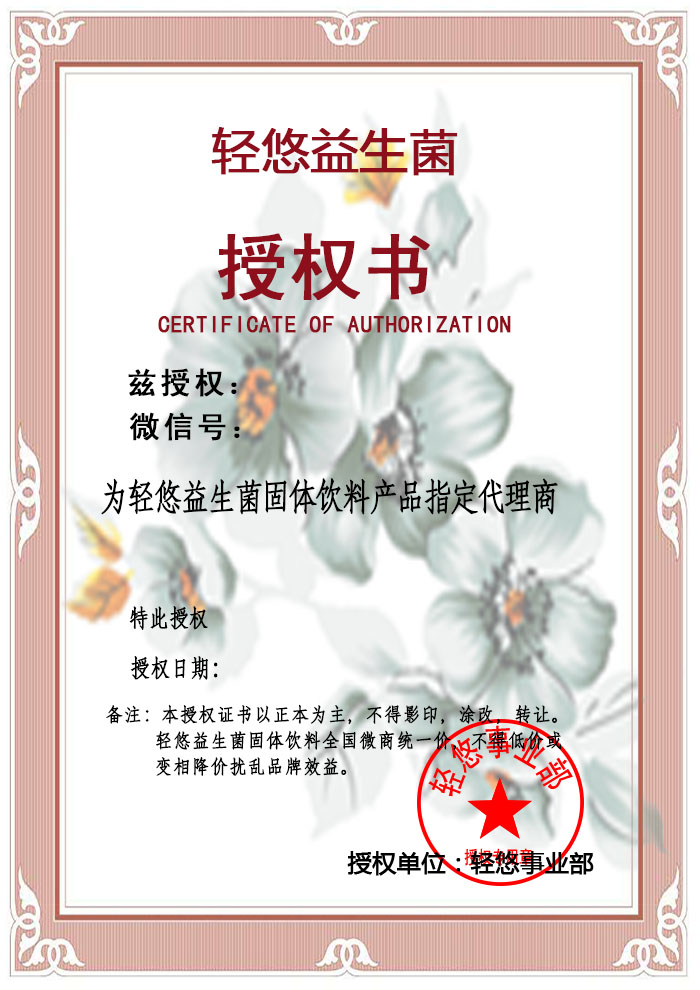 轻悠益生菌
授权书
CERTIFICATE OF AUTHORIZATION
兹授权：
微信号：
为轻悠益生菌固体饮料产品指定代理商
特此授权
授权日期：
备注：本授权证书以正本为主，不得影印，涂改，转让。
轻悠益生菌固体饮料全国微商统一价，不得低价或
变相降价扰乱品牌效益。
轻悠事业部
授权专用章
授权单位：轻悠事业部